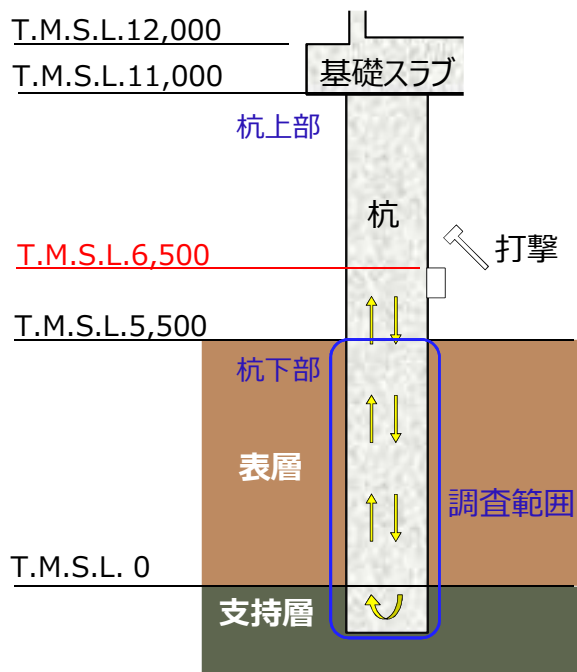 T.M.S.L.12,000
基礎スラブ
T.M.S.L.11,000
杭上部
杭
打撃
T.M.S.L.6,500
T.M.S.L.5,500
杭下部
表層
調査範囲
T.M.S.L. 0
支持層